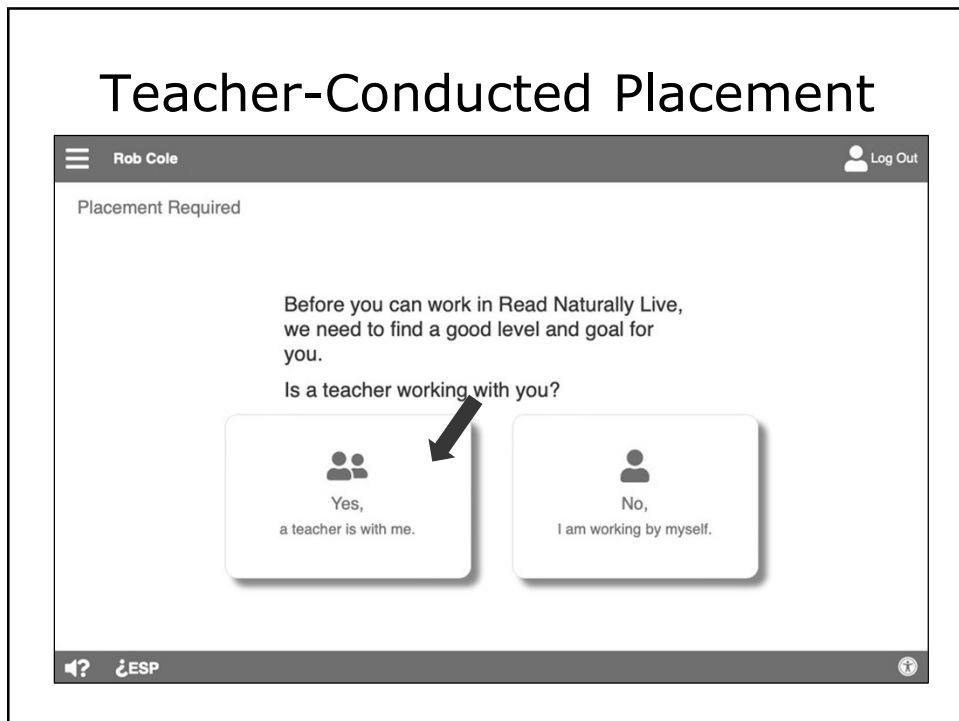 Teacher-Conducted Placement
Rob Cole
Log Out
Placement Required
Before you can work in Read Naturally Live,
we need to find a good level and goal for
you.
Is a teacher working with you?
Yes,
a teacher is with me.
No,
I am working by myself.
? ¿ESP